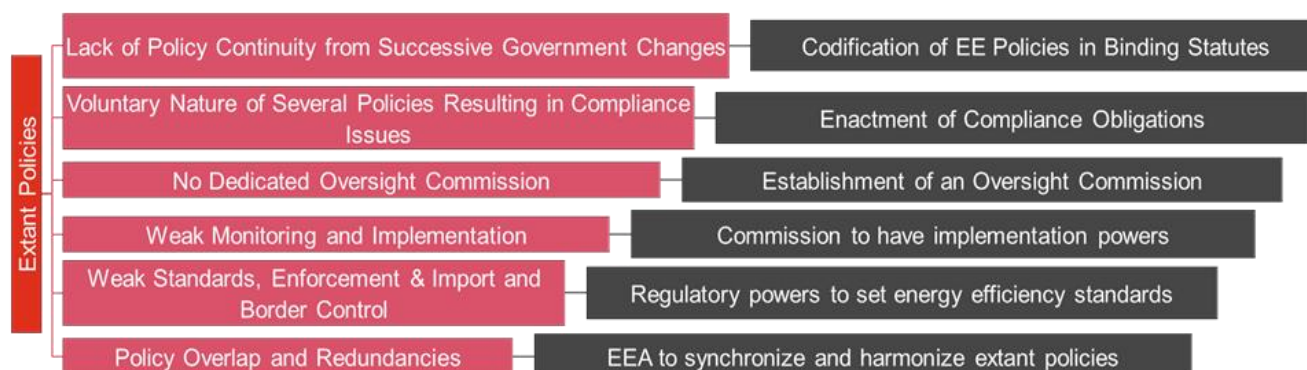 Extant Policies
Lack of Policy Continuity from Successive Government Changes
Codification of EE Policies in Binding Statutes
Voluntary Nature of Several Policies Resulting in Compliance
Issues
Enactment of Compliance Obligations
No Dedicated Oversight Commission
Establishment of an Oversight Commission
Weak Monitoring and Implementation
Commission to have implementation powers
Weak Standards, Enforcement & Import and
Border Control
Regulatory powers to set energy efficiency standards
Policy Overlap and Redundancies
EEA to synchronize and harmonize extant policies